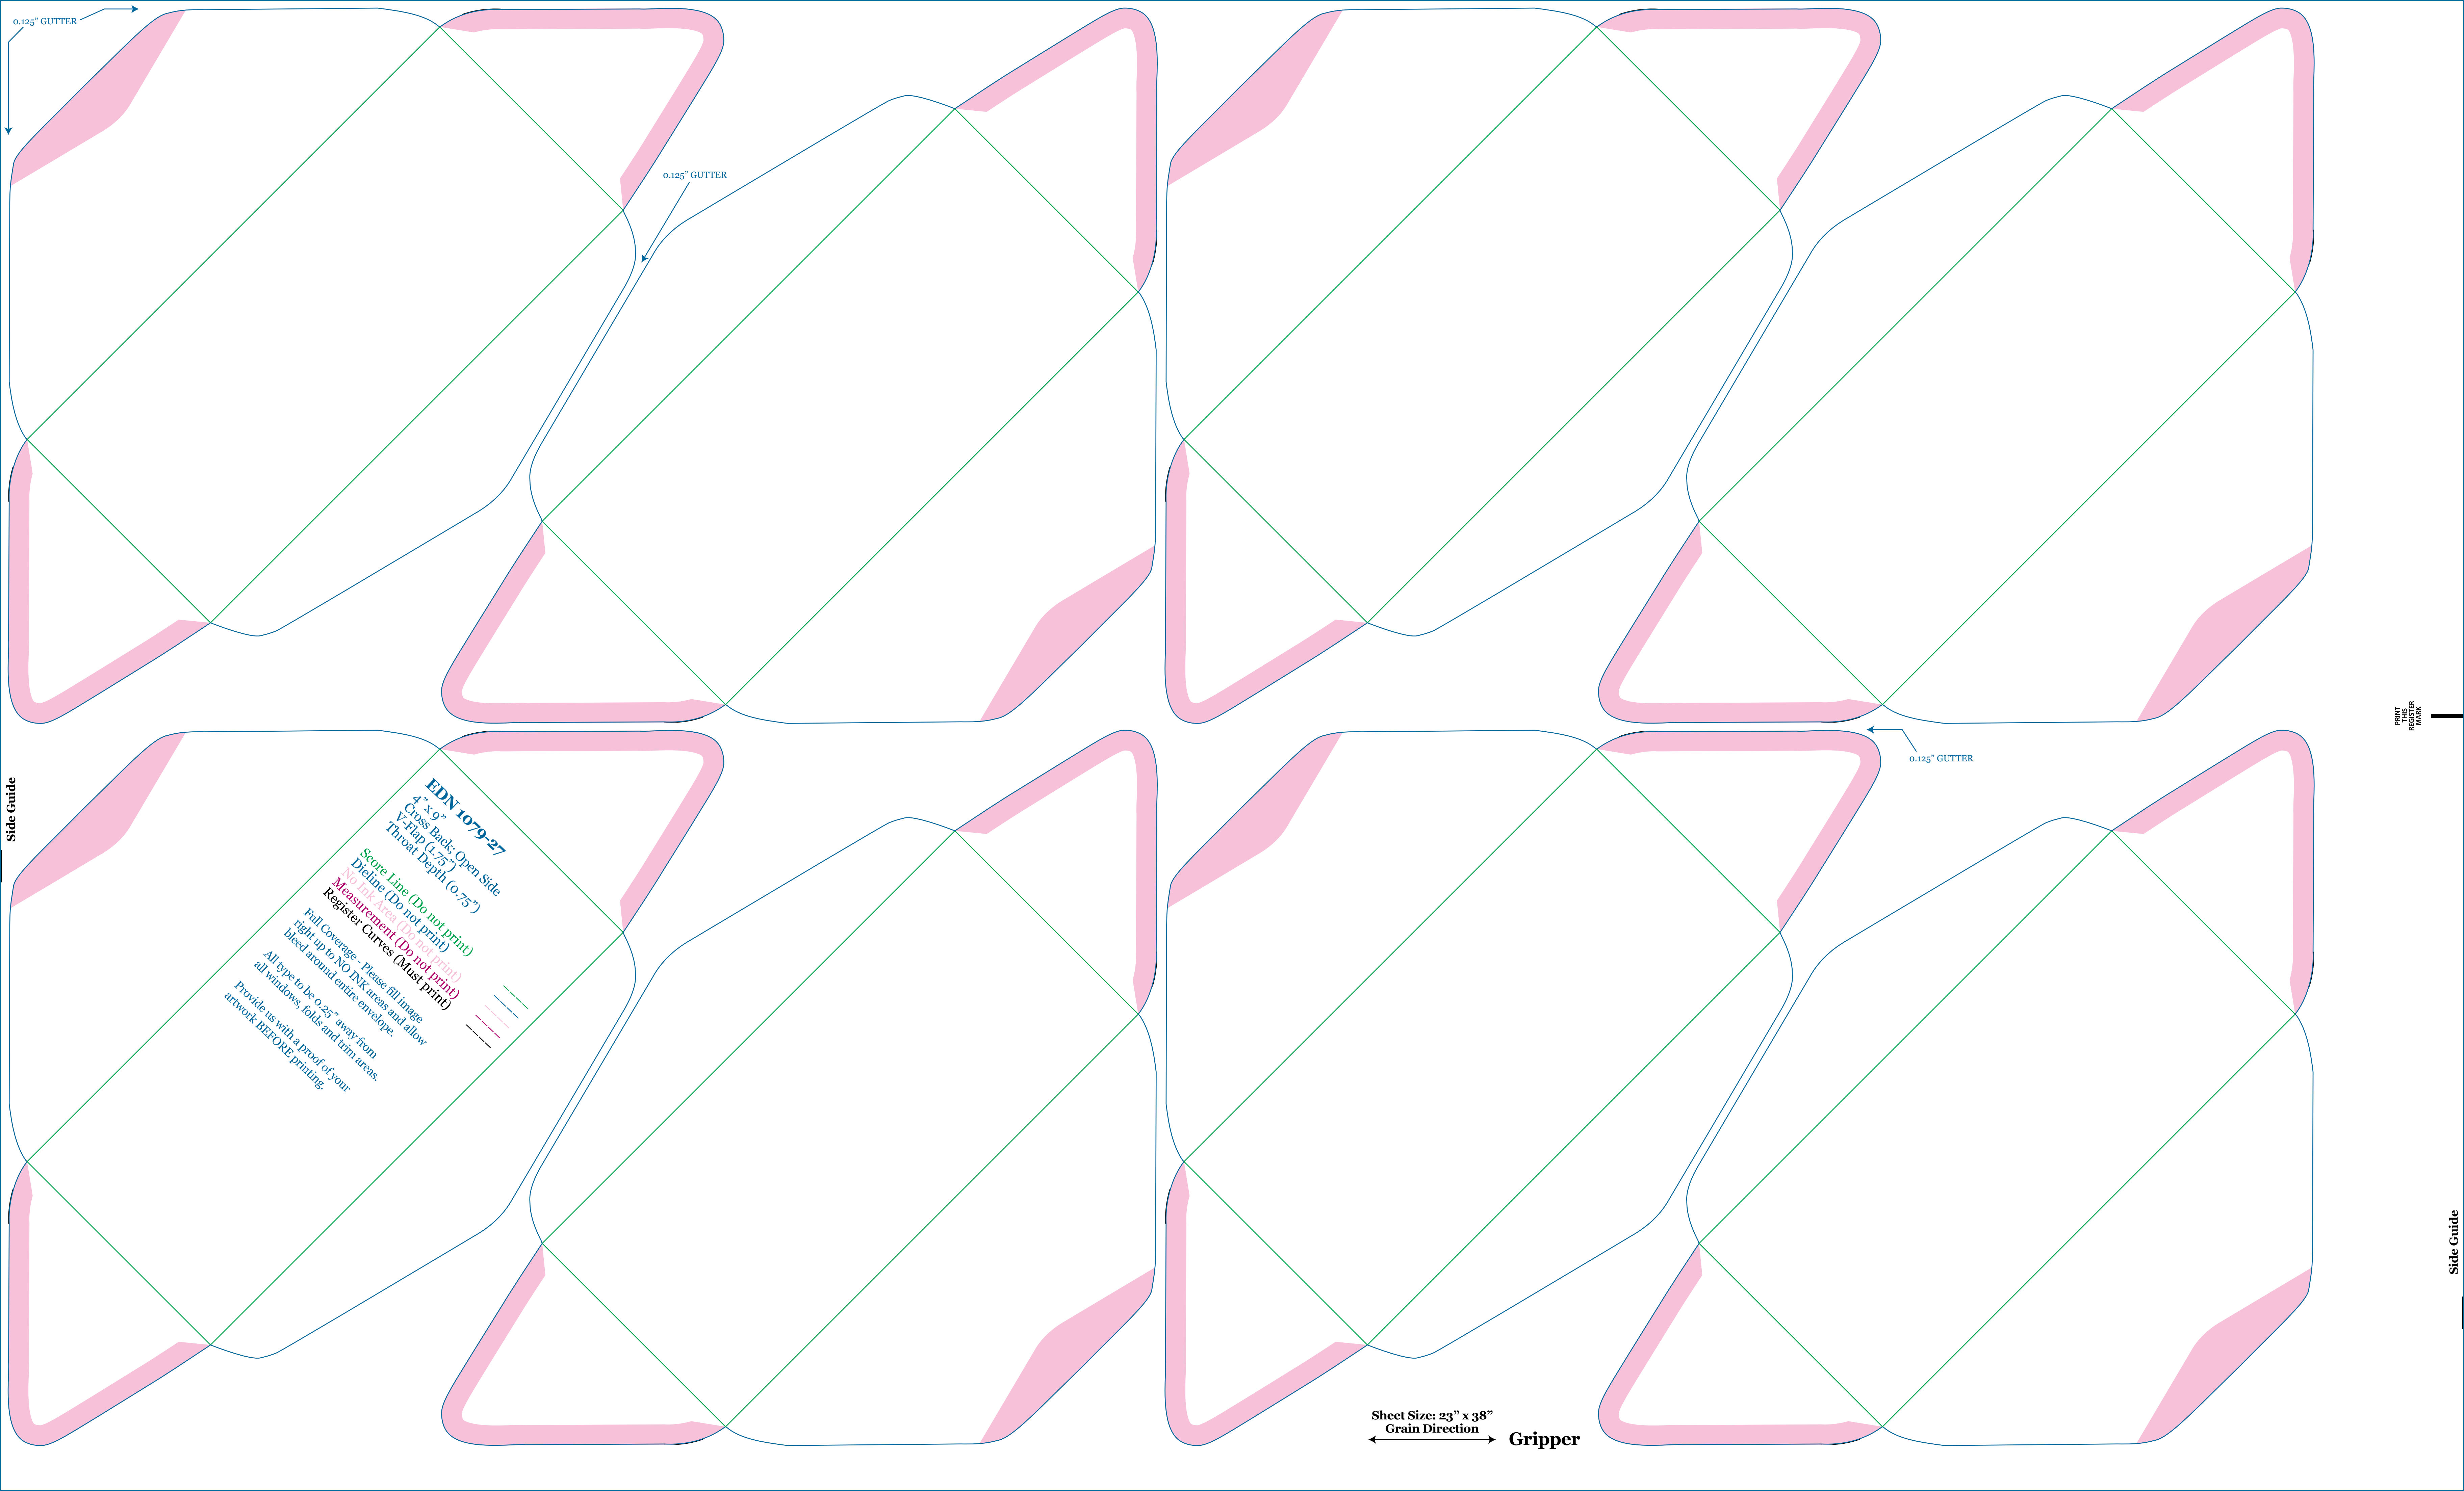 0.125” GUTTER
0.125” GUTTER
PRINT
THIS
REGISTER
MARK
0.125” GUTTER
Side Guide
EDN 1079-27
4” x 9”
Cross Back; Open Side
V-Flap (1.75”)
Throat Depth (0.75”)
Score Line (Do not print)
Dieline (Do not print)
No Ink Area (Do not print)
Measurement (Do not print)
Register Curves (Must print)
Full Coverage - Please fill image
right up to NO INK areas and allow
bleed around entire envelope.
All type to be 0.25” away from
all windows, folds and trim areas.
Provide us with a proof of your
artwork BEFORE printing.
Side Guide
Sheet Size: 23” x 38”
Grain Direction
Gripper